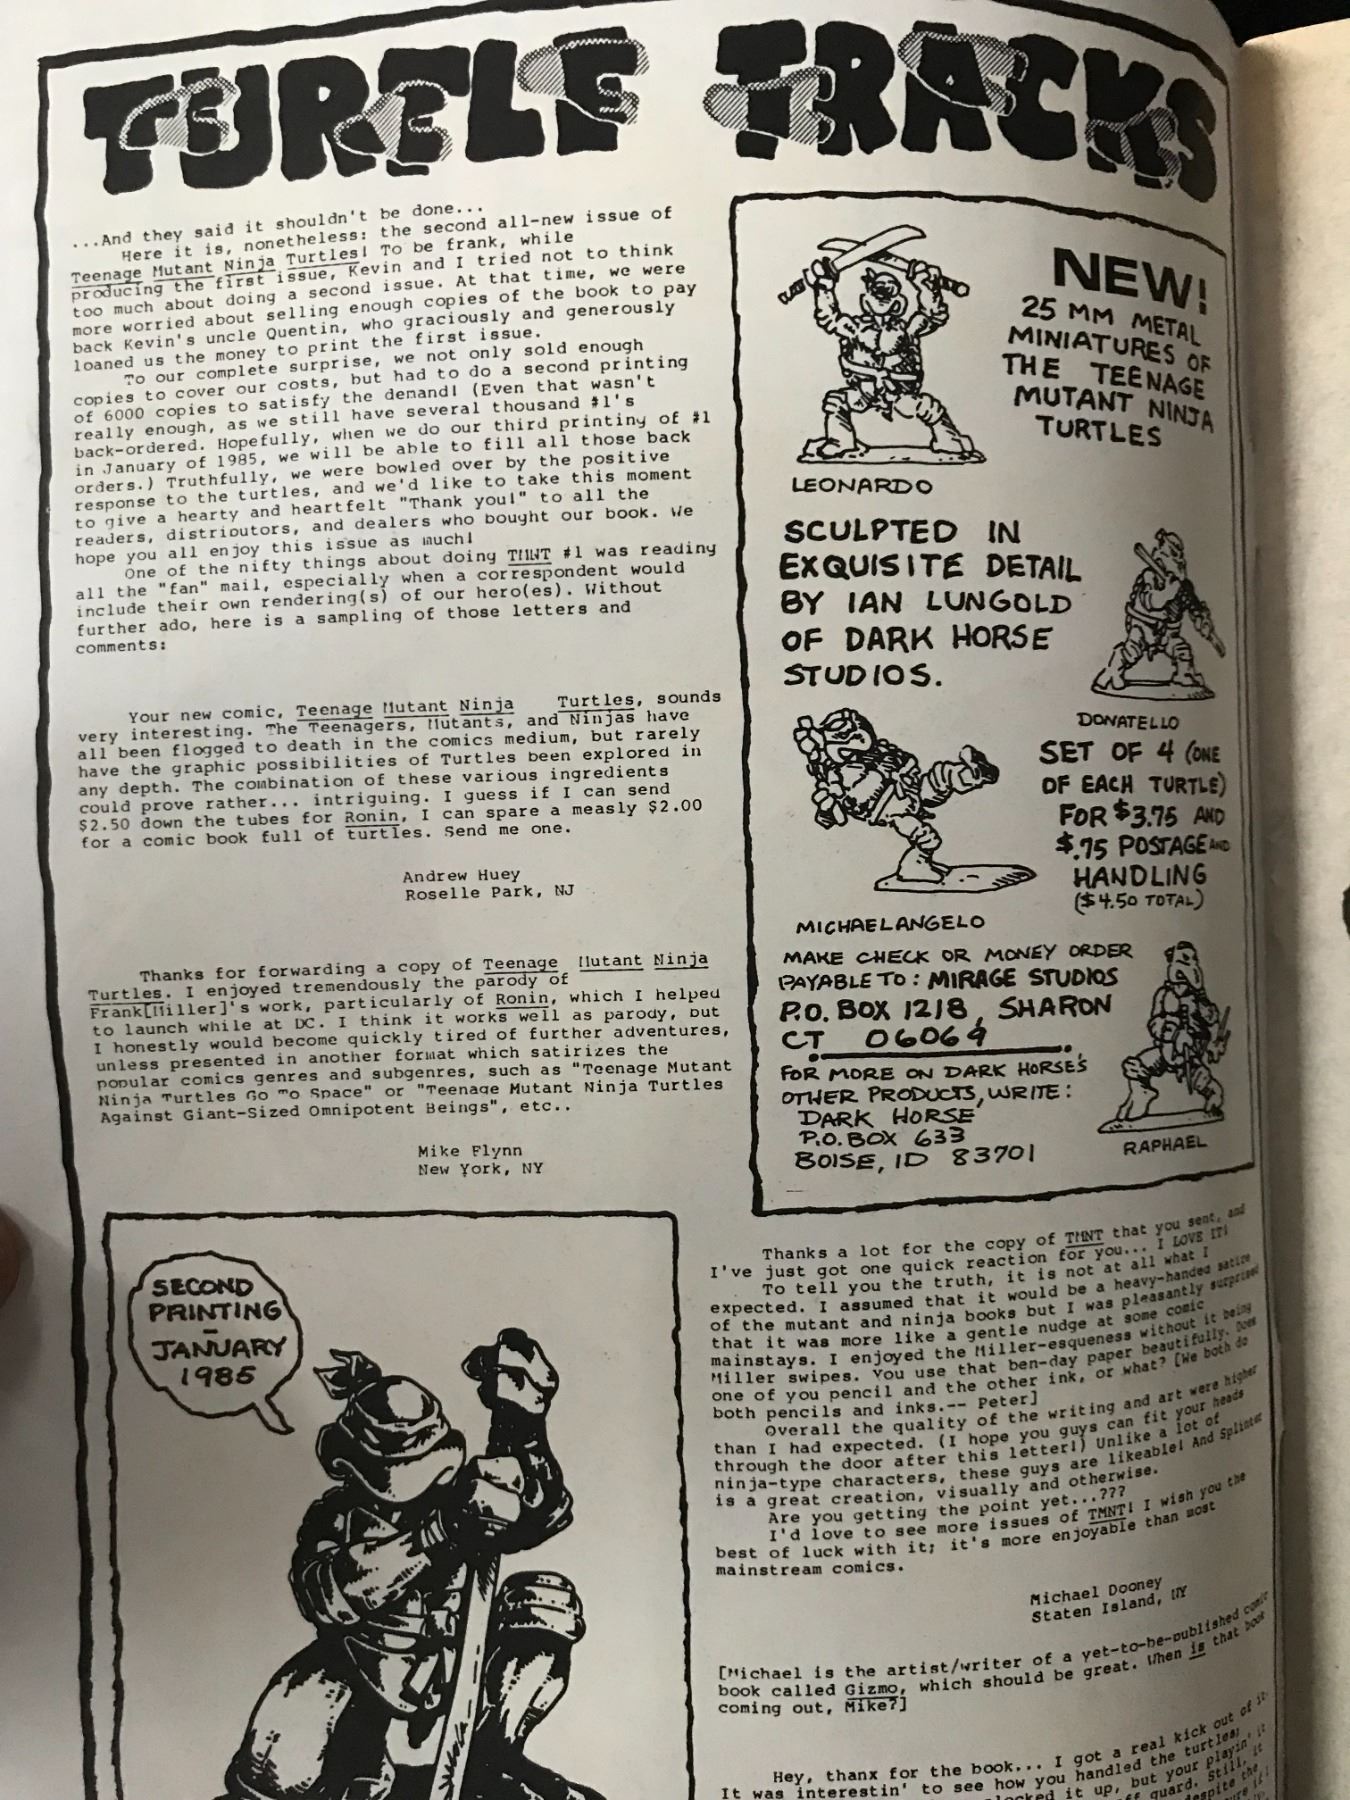 TURTLE TRACKS
...And they said it shouldn't be done...
Here it is, nonetheless: the second all-new issue of
Teenage Mutant Ninja Turtles! To be frank, while
producing the first issue, Kevin and I tried not to think
too much about doing a second issue. At that time, we were
more worried about selling enough copies of the book to pay
back Kevin's uncle Quentin, who graciously and generously
loaned us the money to print the first issue.
To our complete surprise, we not only sold enough
copies to cover our costs, but had to do a second printing
of 6000 copies to satisfy the demand! (Even that wasn't
really enough, as we still have several thousand #1's
back-ordered. Hopefully, when we do our third printing of #1
in January of 1985, we will be able to fill all those back
orders.) Truthfully, we were bowled over by the positive
response to the turtles, and we'd like to take this moment
to give a hearty and heartfelt "Thank you!" to all the
readers, distributors, and dealers who bought our book. We
hope you all enjoy this issue as much!
One of the nifty things about doing TMNT #1 was reading
all the "fan" mail, especially when a correspondent would
include their own rendering(s) of our hero(es). Without
further ado, here is a sampling of those letters and
comments:
Your new comic, Teenage Mutant Ninja Turtles, sounds
very interesting. The Teenagers, Mutants, and Ninjas have
all been flogged to death in the comics medium, but rarely
have the graphic possibilities of Turtles been explored in
any depth. The combination of these various ingredients
could prove rather... intriguing. I guess if I can send
$2.50 down the tubes for Ronin, I can spare a measly $2.00
for a comic book full of turtles. Send me one.
Andrew Huey
Roselle Park, NJ
Thanks for forwarding a copy of Teenage Mutant Ninja
Turtles. I enjoyed tremendously the parody of
Frank[Miller]'s work, particularly of Ronin, which I helped
to launch while at DC. I think it works well as parody, but
I honestly would become quickly tired of further adventures,
unless presented in another format which satirizes the
popular comics genres and subgenres, such as "Teenage Mutant
Ninja Turtles Go To Space" or "Teenage Mutant Ninja Turtles
Against Giant-Sized Omnipotent Beings", etc..
Mike Flynn
New York, NY
SECOND
PRINTING
-
JANUARY
1985
NEW!
25 MM METAL
MINIATURES OF
THE TEENAGE
MUTANT NINJA
TURTLES
LEONARDO
SCULPTED IN
EXQUISITE DETAIL
BY IAN LUNGOLD
OF DARK HORSE
STUDIOS.
DONATELLO
SET OF 4 (ONE
OF EACH TURTLE)
FOR $3.75 AND
$.75 POSTAGE AND
HANDLING
($4.50 TOTAL)
MICHAELANGELO
MAKE CHECK OR MONEY ORDER
PAYABLE TO: MIRAGE STUDIOS
P.O. BOX 1218, SHARON
CT 06069
FOR MORE ON DARK HORSE'S
OTHER PRODUCTS, WRITE:
DARK HORSE
P.O. BOX 633
BOISE, ID 83701
RAPHAEL
Thanks a lot for the copy of TMNT that you sent, and
I've just got one quick reaction for you... I LOVE IT!
To tell you the truth, it is not at all what I
expected. I assumed that it would be a heavy-handed satire
of the mutant and ninja books but I was pleasantly surprised
that it was more like a gentle nudge at some comic
mainstays. I enjoyed the Miller-esqueness without it being
Miller swipes. You use that ben-day paper beautifully. Does
one of you pencil and the other ink, or what? [We both do
both pencils and inks.-- Peter]
Overall the quality of the writing and art were higher
than I had expected. (I hope you guys can fit your heads
through the door after this letter!) Unlike a lot of
ninja-type characters, these guys are likeable! And Splinter
is a great creation, visually and otherwise.
Are you getting the point yet...???
I'd love to see more issues of TMNT! I wish you the
best of luck with it; it's more enjoyable than most
mainstream comics.
Michael Dooney
Staten Island, NY
[Michael is the artist/writer of a yet-to-be-published comic
book called Gizmo, which should be great. When is that book
coming out, Mike?]
Hey, thanx for the book... I got a real kick out of it.
It was interestin' to see how you handled the turtles;
it up, but your playin' it
guard. Still, it
despite the